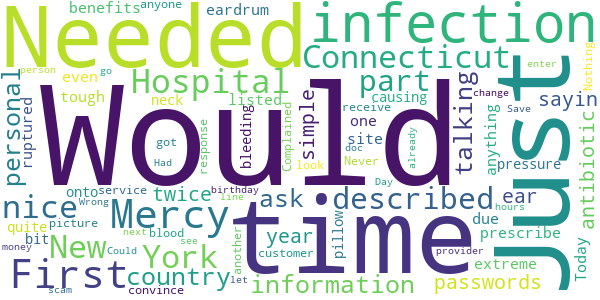 Needed
Would
time
just
infection
First
Mercy
Hospital
Connecticut
part
described
nice
New
York
country
information
personal
talking
antibiotic
passwords
ask
year
ear
simple
sayin
twice
benefits
anyone
eardrum
even
tough
neck
listed
causing
receive
change
enter
Nothing
person
go
ruptured
got
response
bleeding
Complained
one
site
look
doc
Never
already
Save
anything
pressure
Had
onto
service
birthday
line
Day
hours
due
prescribe
Today
quite
Wrong
picture
pillow
bit
Could
blood
another
customer
provider
extreme
money
next
see
scam
convince
let